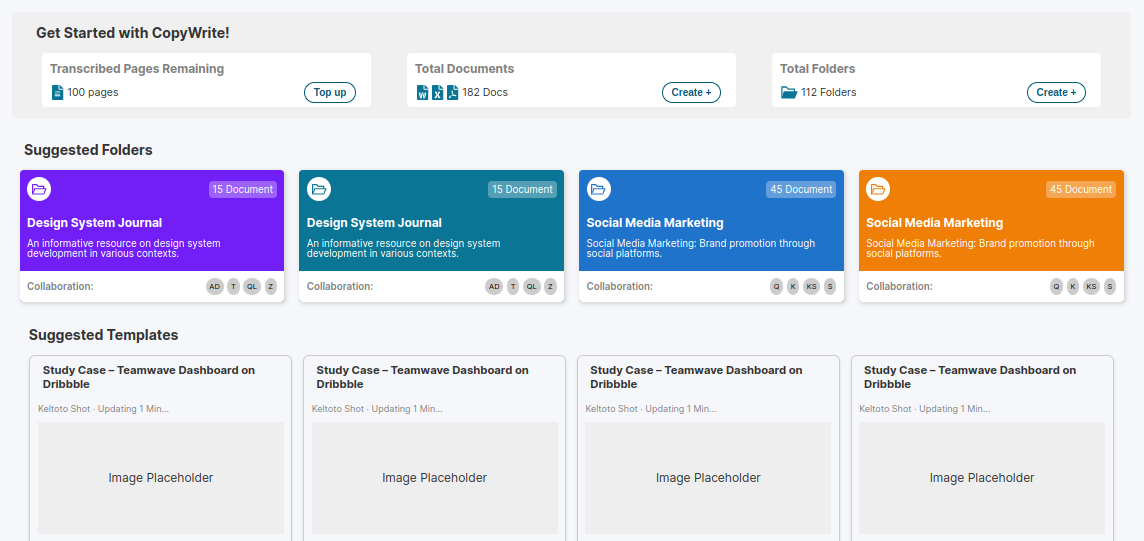 Get Started with CopyWrite!
Transcribed Pages Remaining
100 pages
Top up
Total Documents
182 Docs
Create +
Total Folders
112 Folders
Create +
Suggested Folders
15 Document
Design System Journal
An informative resource on design system
development in various contexts.
Collaboration:
AD T QL Z
15 Document
Design System Journal
An informative resource on design system
development in various contexts.
Collaboration:
AD T QL Z
45 Document
Social Media Marketing
Social Media Marketing: Brand promotion through
social platforms.
Collaboration:
Q K KS S
45 Document
Social Media Marketing
Social Media Marketing: Brand promotion through
social platforms.
Collaboration:
Q K KS S
Suggested Templates
Study Case – Teamwave Dashboard on
Dribbble
Keltoto Shot · Updating 1 Min...
Image Placeholder
Study Case – Teamwave Dashboard on
Dribbble
Keltoto Shot · Updating 1 Min...
Image Placeholder
Study Case – Teamwave Dashboard on
Dribbble
Keltoto Shot · Updating 1 Min...
Image Placeholder
Study Case – Teamwave Dashboard on
Dribbble
Keltoto Shot · Updating 1 Min...
Image Placeholder